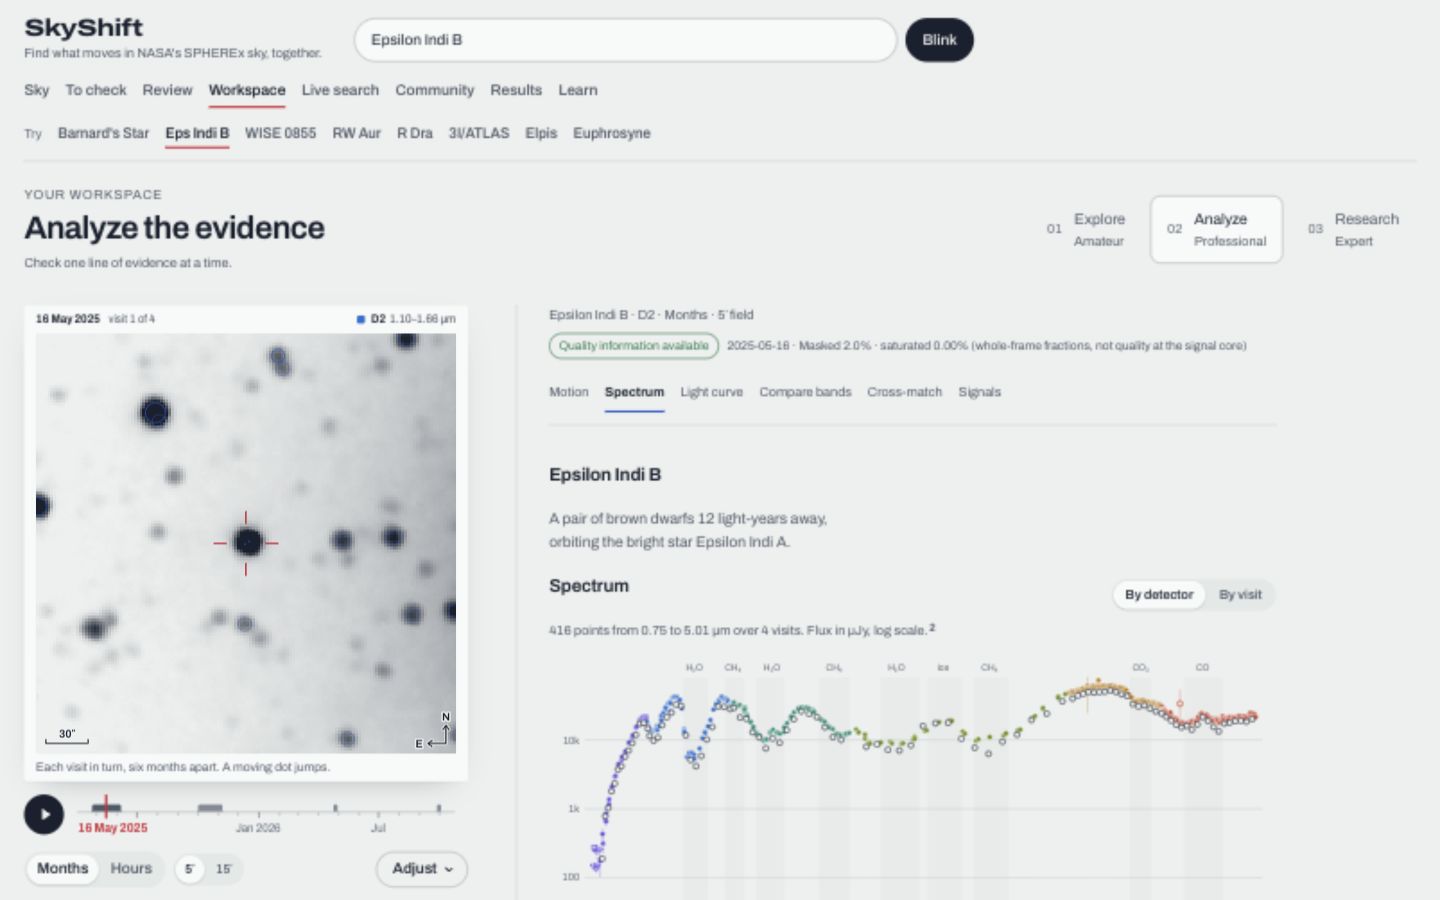 SkyShift
Find what moves in NASA's SPHEREx sky, together.
Epsilon Indi B
Blink
Sky To check Review Workspace Live search Community Results Learn
Try Barnard's Star Eps Indi B WISE 0855 RW Aur R Dra 3I/ATLAS Elpis Euphrosyne
YOUR WORKSPACE
Analyze the evidence
Check one line of evidence at a time.
01 Explore
Amateur
02 Analyze
Professional
03 Research
Expert
16 May 2025 visit 1 of 4
D2 1.10–1.66 µm
30"
N
E
Each visit in turn, six months apart. A moving dot jumps.
16 May 2025 Jan 2026 Jul
Months Hours 5′ 15′ Adjust
Epsilon Indi B · D2 · Months · 5′ field
Quality information available 2025-05-16 · Masked 2.0% · saturated 0.00% (whole-frame fractions, not quality at the signal core)
Motion Spectrum Light curve Compare bands Cross-match Signals
Epsilon Indi B
A pair of brown dwarfs 12 light-years away,
orbiting the bright star Epsilon Indi A.
Spectrum
By detector By visit
416 points from 0.75 to 5.01 µm over 4 visits. Flux in µJy, log scale.²
H₂O CH₄ H₂O CH₄ H₂O ice CH₄ CO₂ CO
10k
1k
100